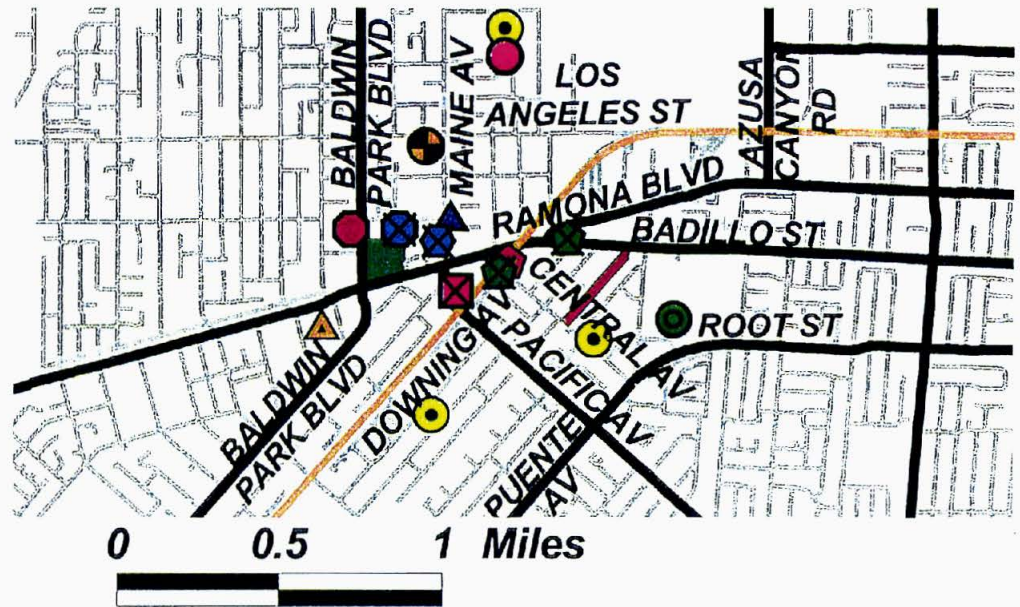 BALDWIN
PARK BLVD
MAINE AV
LOS
ANGELES ST
AZUSA
CANYON
RD
RAMONA BLVD
BADILLO ST
CENTRAL AV
ROOT ST
BALDWIN
PARK BLVD
DOWNING AV
PACIFIC AV
PUENTE
AV
0 0.5 1 Miles